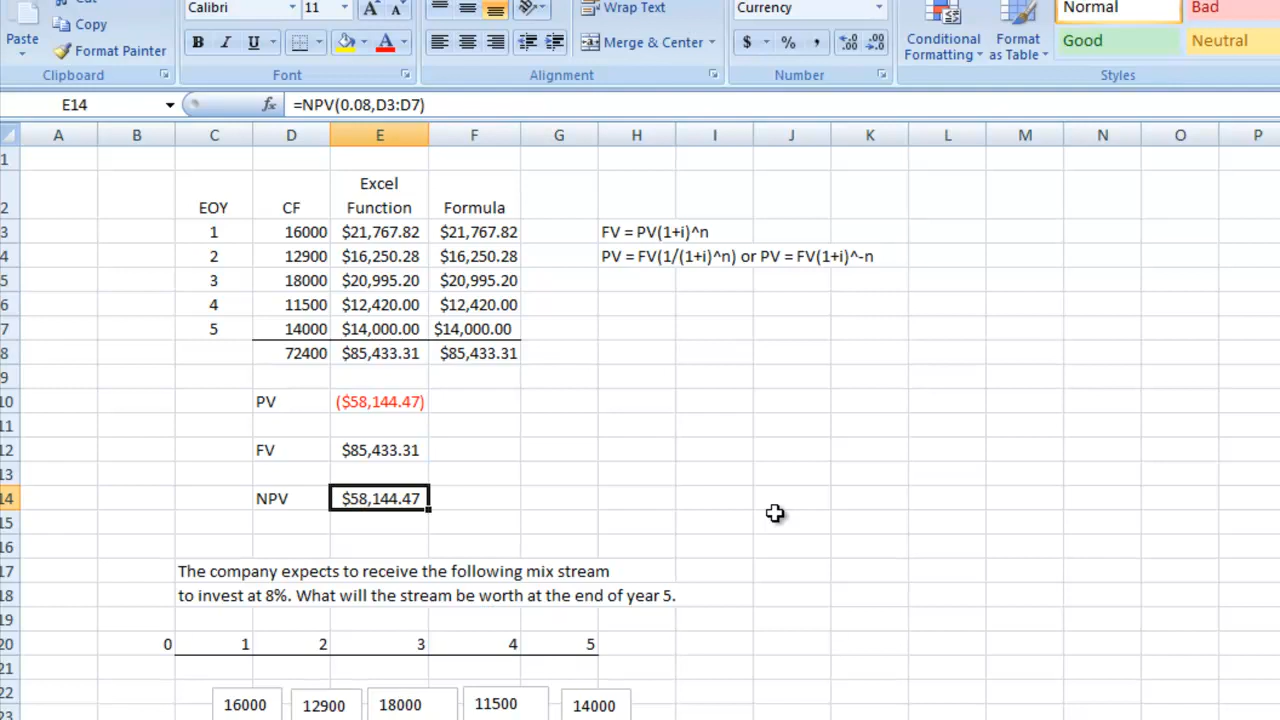 Cut
Calibri 11 A A Wrap Text Currency Normal Bad
Copy
Paste Format Painter B I U A Merge & Center $ % , .00 .00 Conditional Formatting Format as Table Good Neutral
Clipboard Font Alignment Number Styles
E14 fx =NPV(0.08,D3:D7)
A B C D E F G H I J K L M N O P
1
2 EOY CF Excel Function Formula
3 1 16000 $21,767.82 $21,767.82 FV = PV(1+i)^n
4 2 12900 $16,250.28 $16,250.28 PV = FV(1/(1+i)^n) or PV = FV(1+i)^-n
5 3 18000 $20,995.20 $20,995.20
6 4 11500 $12,420.00 $12,420.00
7 5 14000 $14,000.00 $14,000.00
8 72400 $85,433.31 $85,433.31
9
10 PV ($58,144.47)
11
12 FV $85,433.31
13
14 NPV $58,144.47
15
16
17 The company expects to receive the following mix stream
18 to invest at 8%. What will the stream be worth at the end of year 5.
19
20 0 1 2 3 4 5
21
22 16000 12900 18000 11500 14000
23